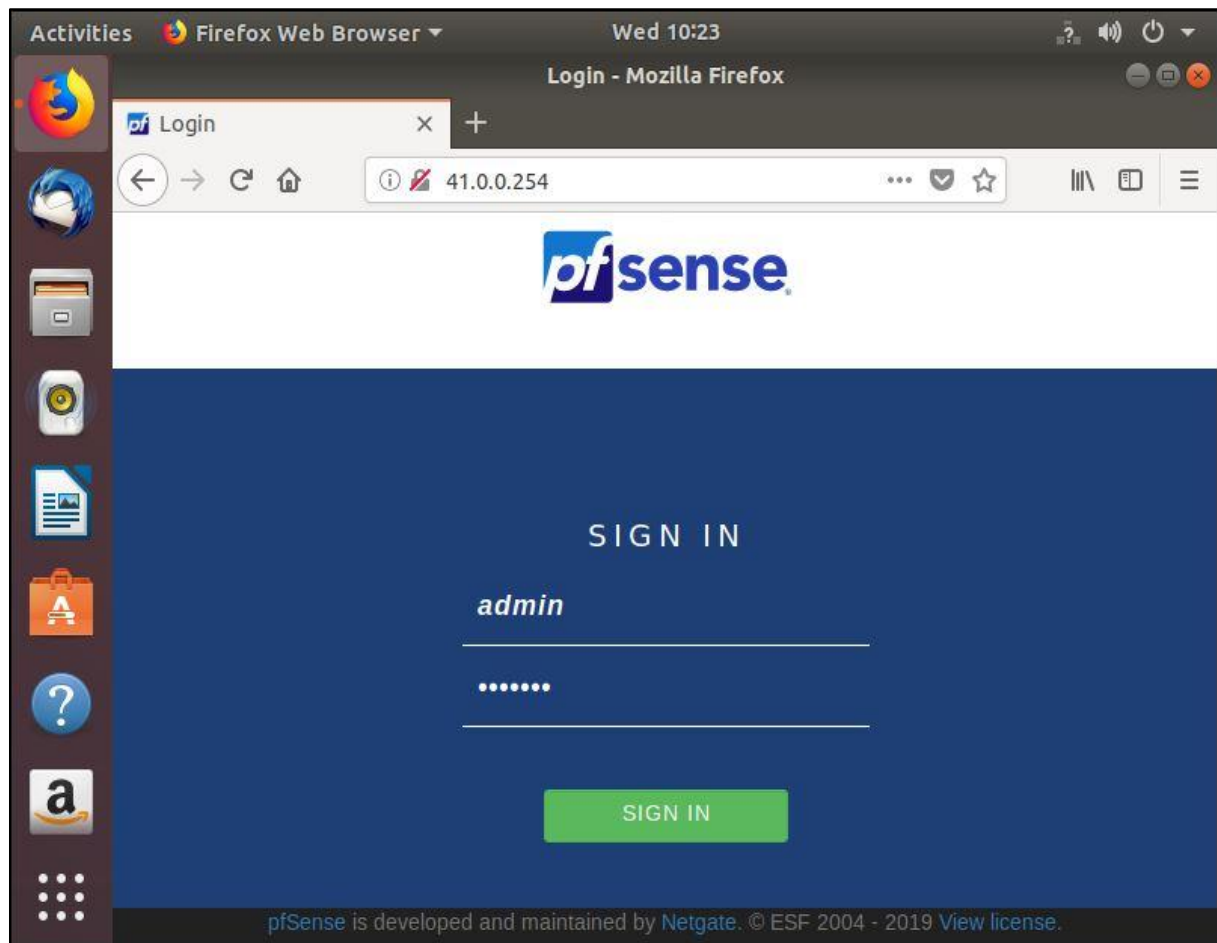 Activities Firefox Web Browser Wed 10:23
Login - Mozilla Firefox
pf Login
41.0.0.254
pfsense
SIGN IN
admin
•••••••
SIGN IN
a
pfSense is developed and maintained by Netgate. © ESF 2004 - 2019 View license.